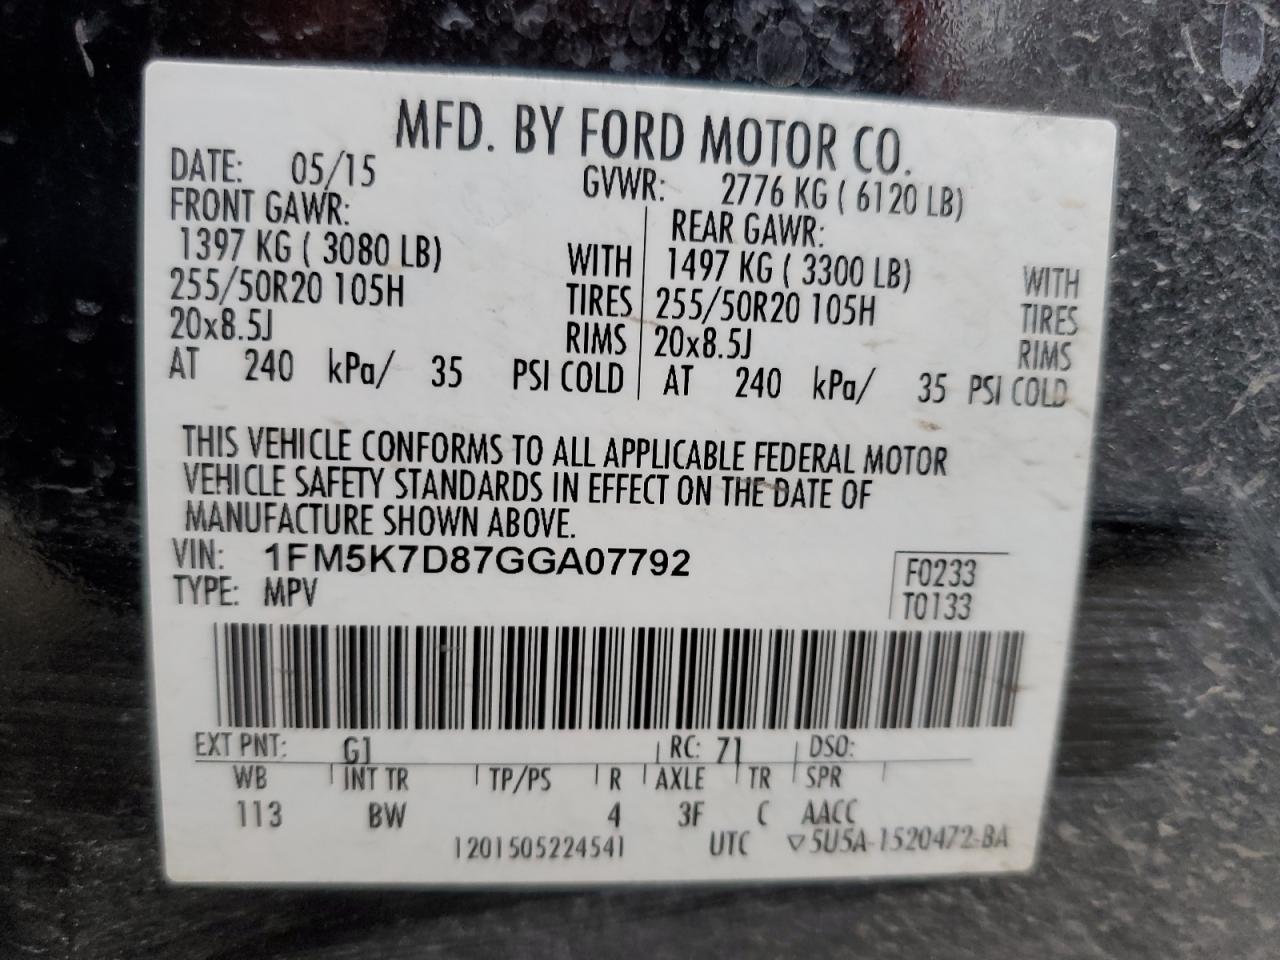 MFD. BY FORD MOTOR CO.
DATE: 05/15 GVWR: 2776 KG ( 6120 LB)
FRONT GAWR: REAR GAWR:
1397 KG ( 3080 LB) WITH 1497 KG ( 3300 LB) WITH
255/50R20 105H TIRES 255/50R20 105H TIRES
20x8.5J RIMS 20x8.5J RIMS
AT 240 kPa/ 35 PSI COLD AT 240 kPa/ 35 PSI COLD
THIS VEHICLE CONFORMS TO ALL APPLICABLE FEDERAL MOTOR
VEHICLE SAFETY STANDARDS IN EFFECT ON THE DATE OF
MANUFACTURE SHOWN ABOVE.
VIN: 1FM5K7D87GGA07792
TYPE: MPV
F0233
T0133
EXT PNT: G1 RC: 71 DSO:
WB INT TR TP/PS R AXLE TR SPR
113 BW 4 3F C AACC
1201505224541 UTC ▽5U5A-1520472-BA